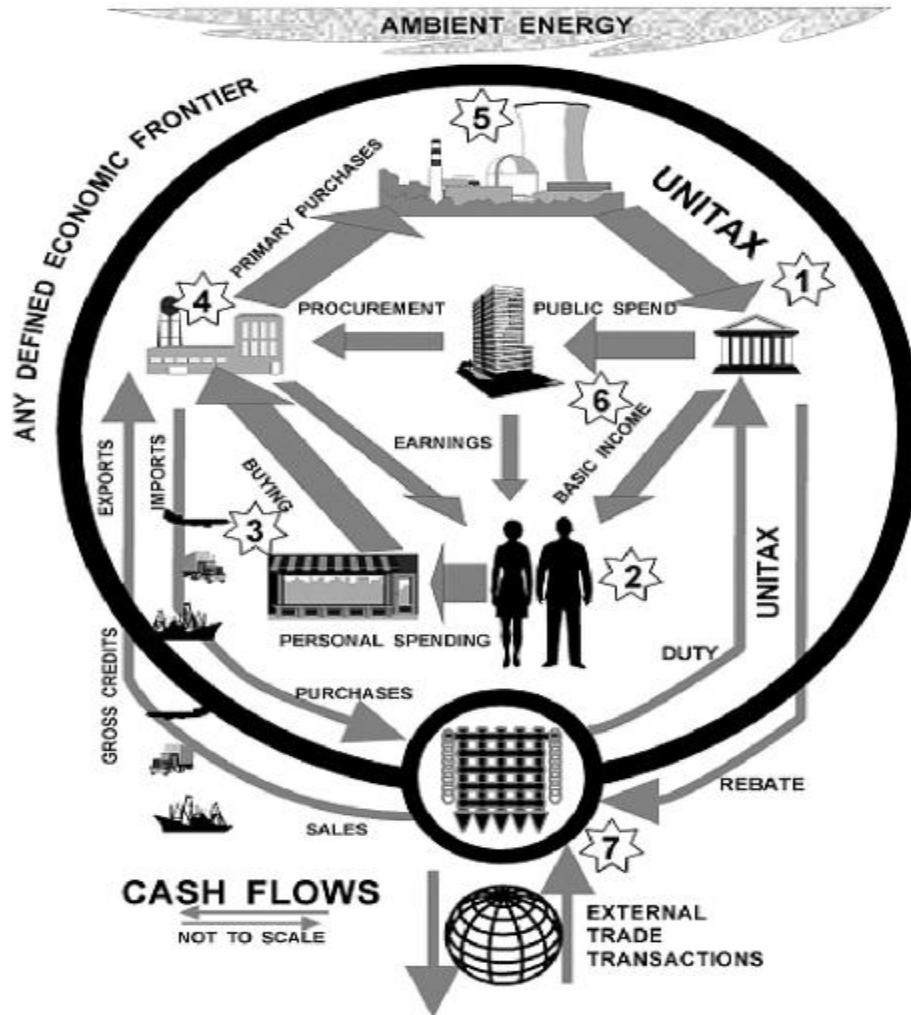 AMBIENT ENERGY
ANY DEFINED ECONOMIC FRONTIER
5
PRIMARY PURCHASES
UNITAX
1
4
PROCUREMENT
PUBLIC SPEND
6
EARNINGS
BASIC INCOME
EXPORTS
IMPORTS
BUYING
3
2
UNITAX
PERSONAL SPENDING
DUTY
GROSS CREDITS
PURCHASES
REBATE
SALES
7
CASH FLOWS
NOT TO SCALE
EXTERNAL
TRADE
TRANSACTIONS